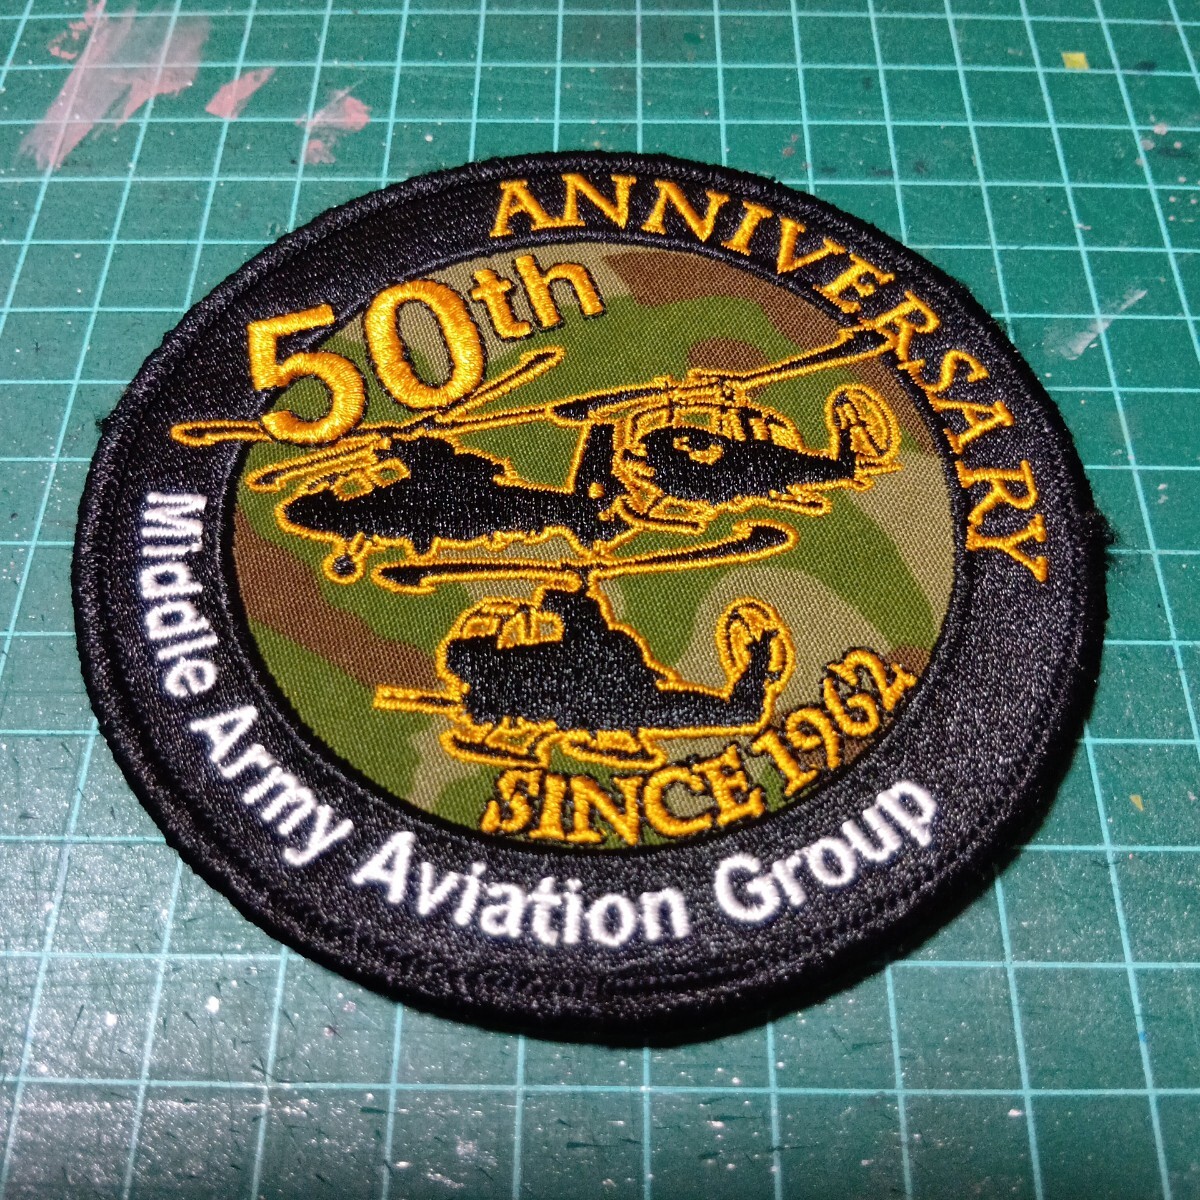 50th
ANNIVERSARY
SINCE 1962
Middle Army Aviation Group